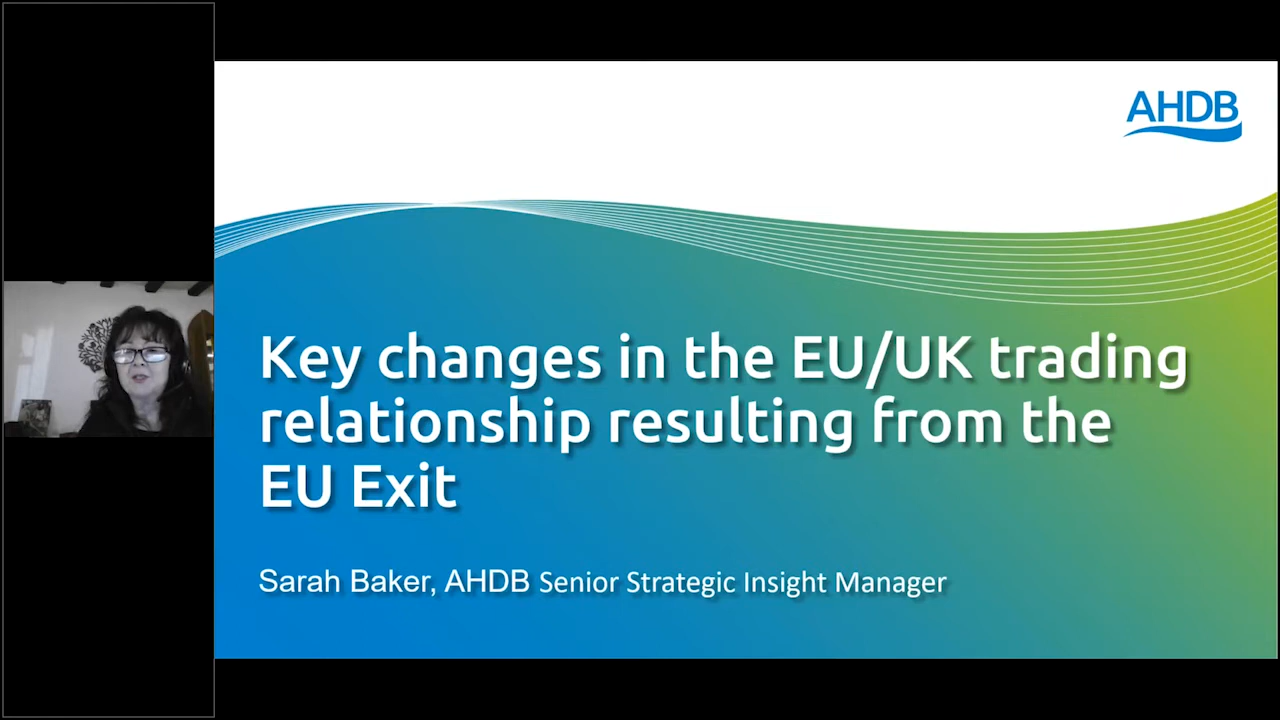 AHDB
Key changes in the EU/UK trading
relationship resulting from the
EU Exit
Sarah Baker, AHDB Senior Strategic Insight Manager